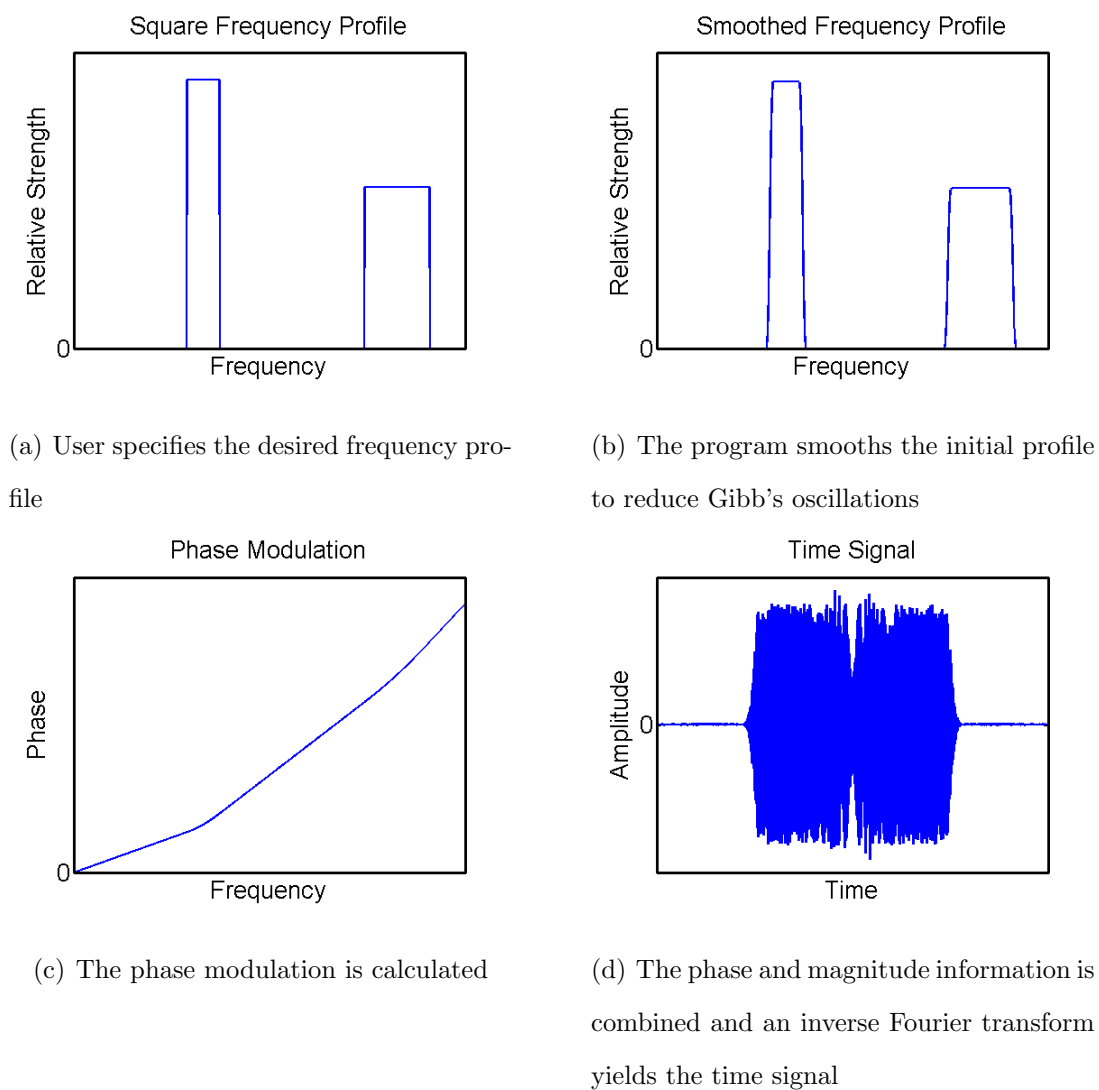 Square Frequency Profile
Relative Strength
0
Frequency
(a) User specifies the desired frequency pro-
file
Smoothed Frequency Profile
Relative Strength
0
Frequency
(b) The program smooths the initial profile
to reduce Gibb's oscillations
Phase Modulation
Phase
0
Frequency
(c) The phase modulation is calculated
Time Signal
Amplitude
0
Time
(d) The phase and magnitude information is
combined and an inverse Fourier transform
yields the time signal